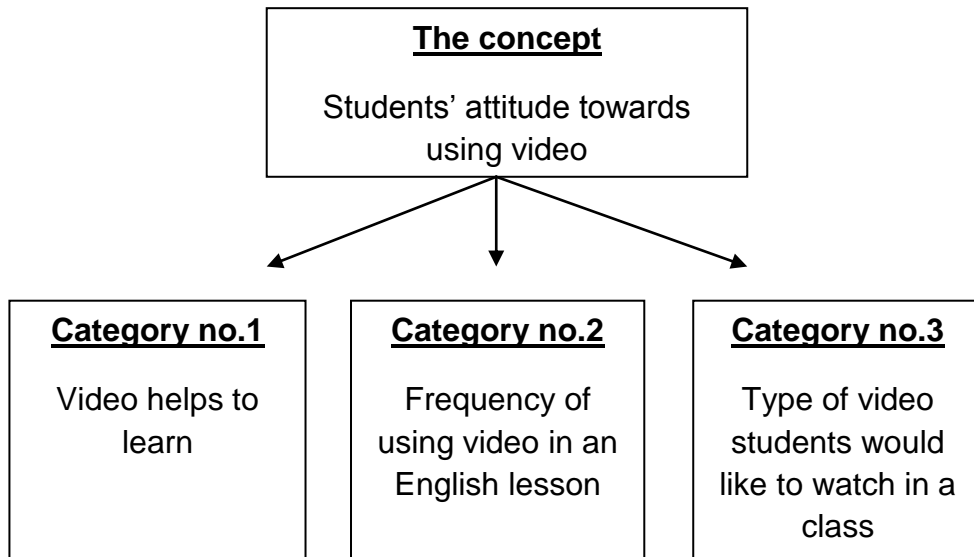 The concept
Students’ attitude towards
using video
Category no.1
Video helps to
learn
Category no.2
Frequency of
using video in an
English lesson
Category no.3
Type of video
students would
like to watch in a
class